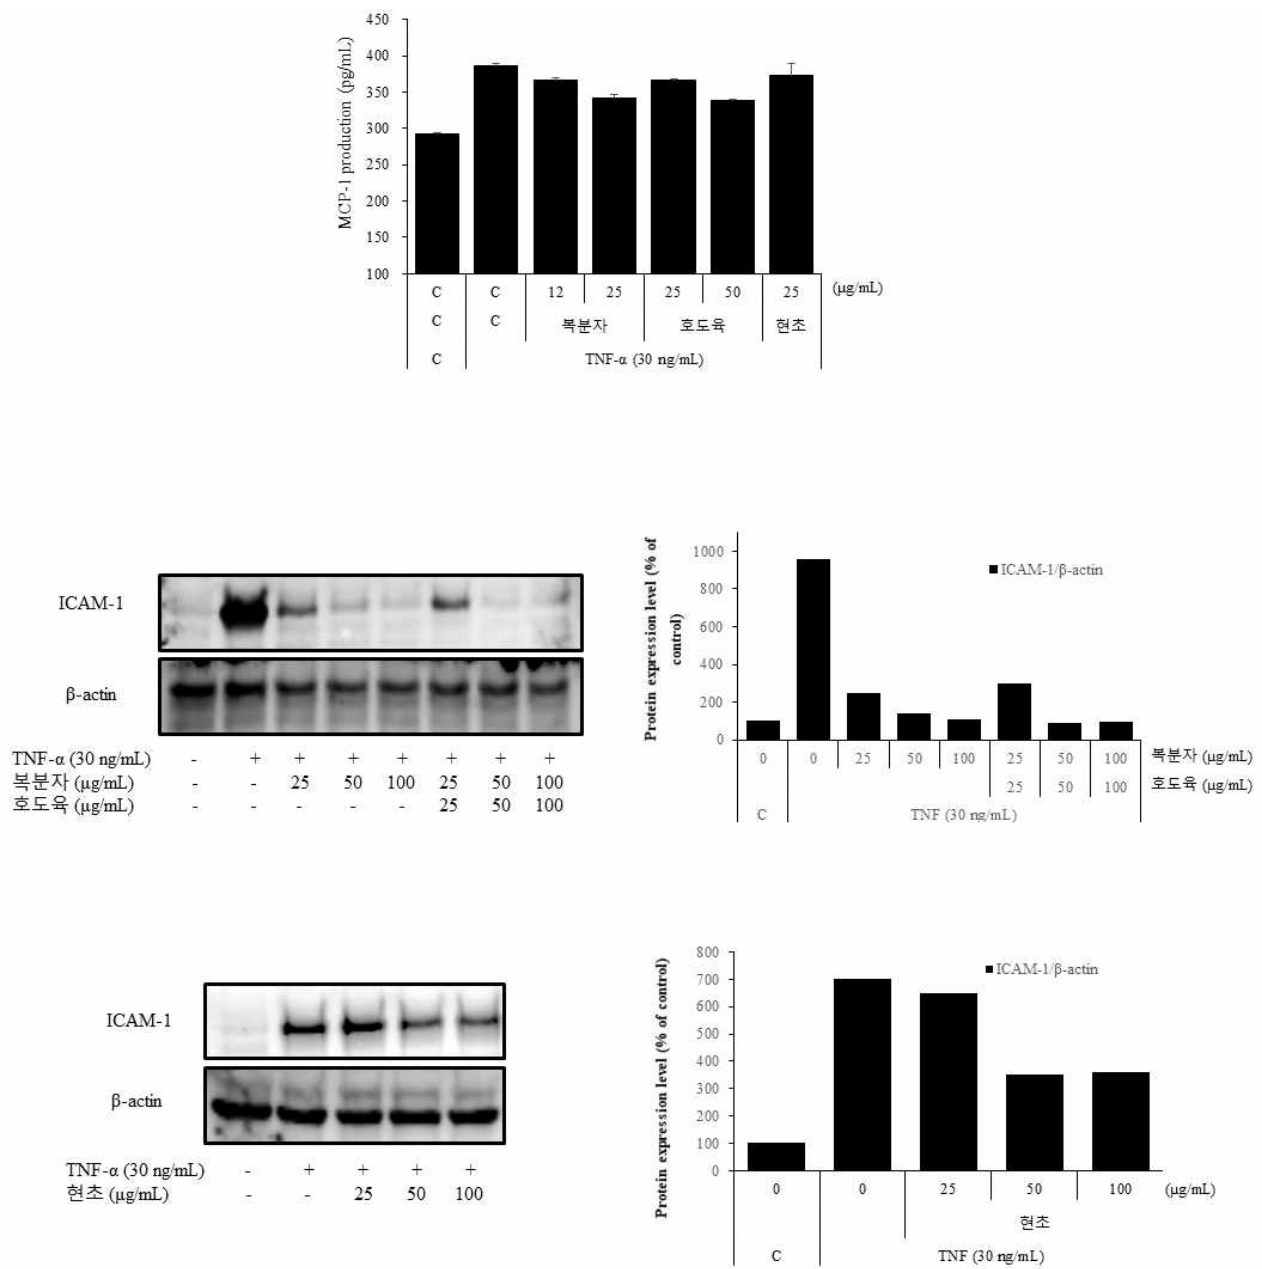 MCP-1 production (pg/mL)
450
400
350
300
250
200
150
100
C C 12 25 25 50 25 (μg/mL)
C C 복분자 호도육 현초
C TNF-α (30 ng/mL)
ICAM-1
β-actin
TNF-α (30 ng/mL) - + + + + + + +
복분자 (μg/mL) - - 25 50 100 25 50 100
호도육 (μg/mL) - - - - - 25 50 100
Protein expression level (% of
control)
1000
800
600
400
200
0
ICAM-1/β-actin
0 0 25 50 100 25 50 100 복분자 (μg/mL)
25 50 100 호도육 (μg/mL)
C TNF (30 ng/mL)
ICAM-1
β-actin
TNF-α (30 ng/mL) - + + + +
현초 (μg/mL) - - 25 50 100
Protein expression level (% of control)
800
700
600
500
400
300
200
100
0
ICAM-1/β-actin
0 0 25 50 100 (μg/mL)
현초
C TNF (30 ng/mL)